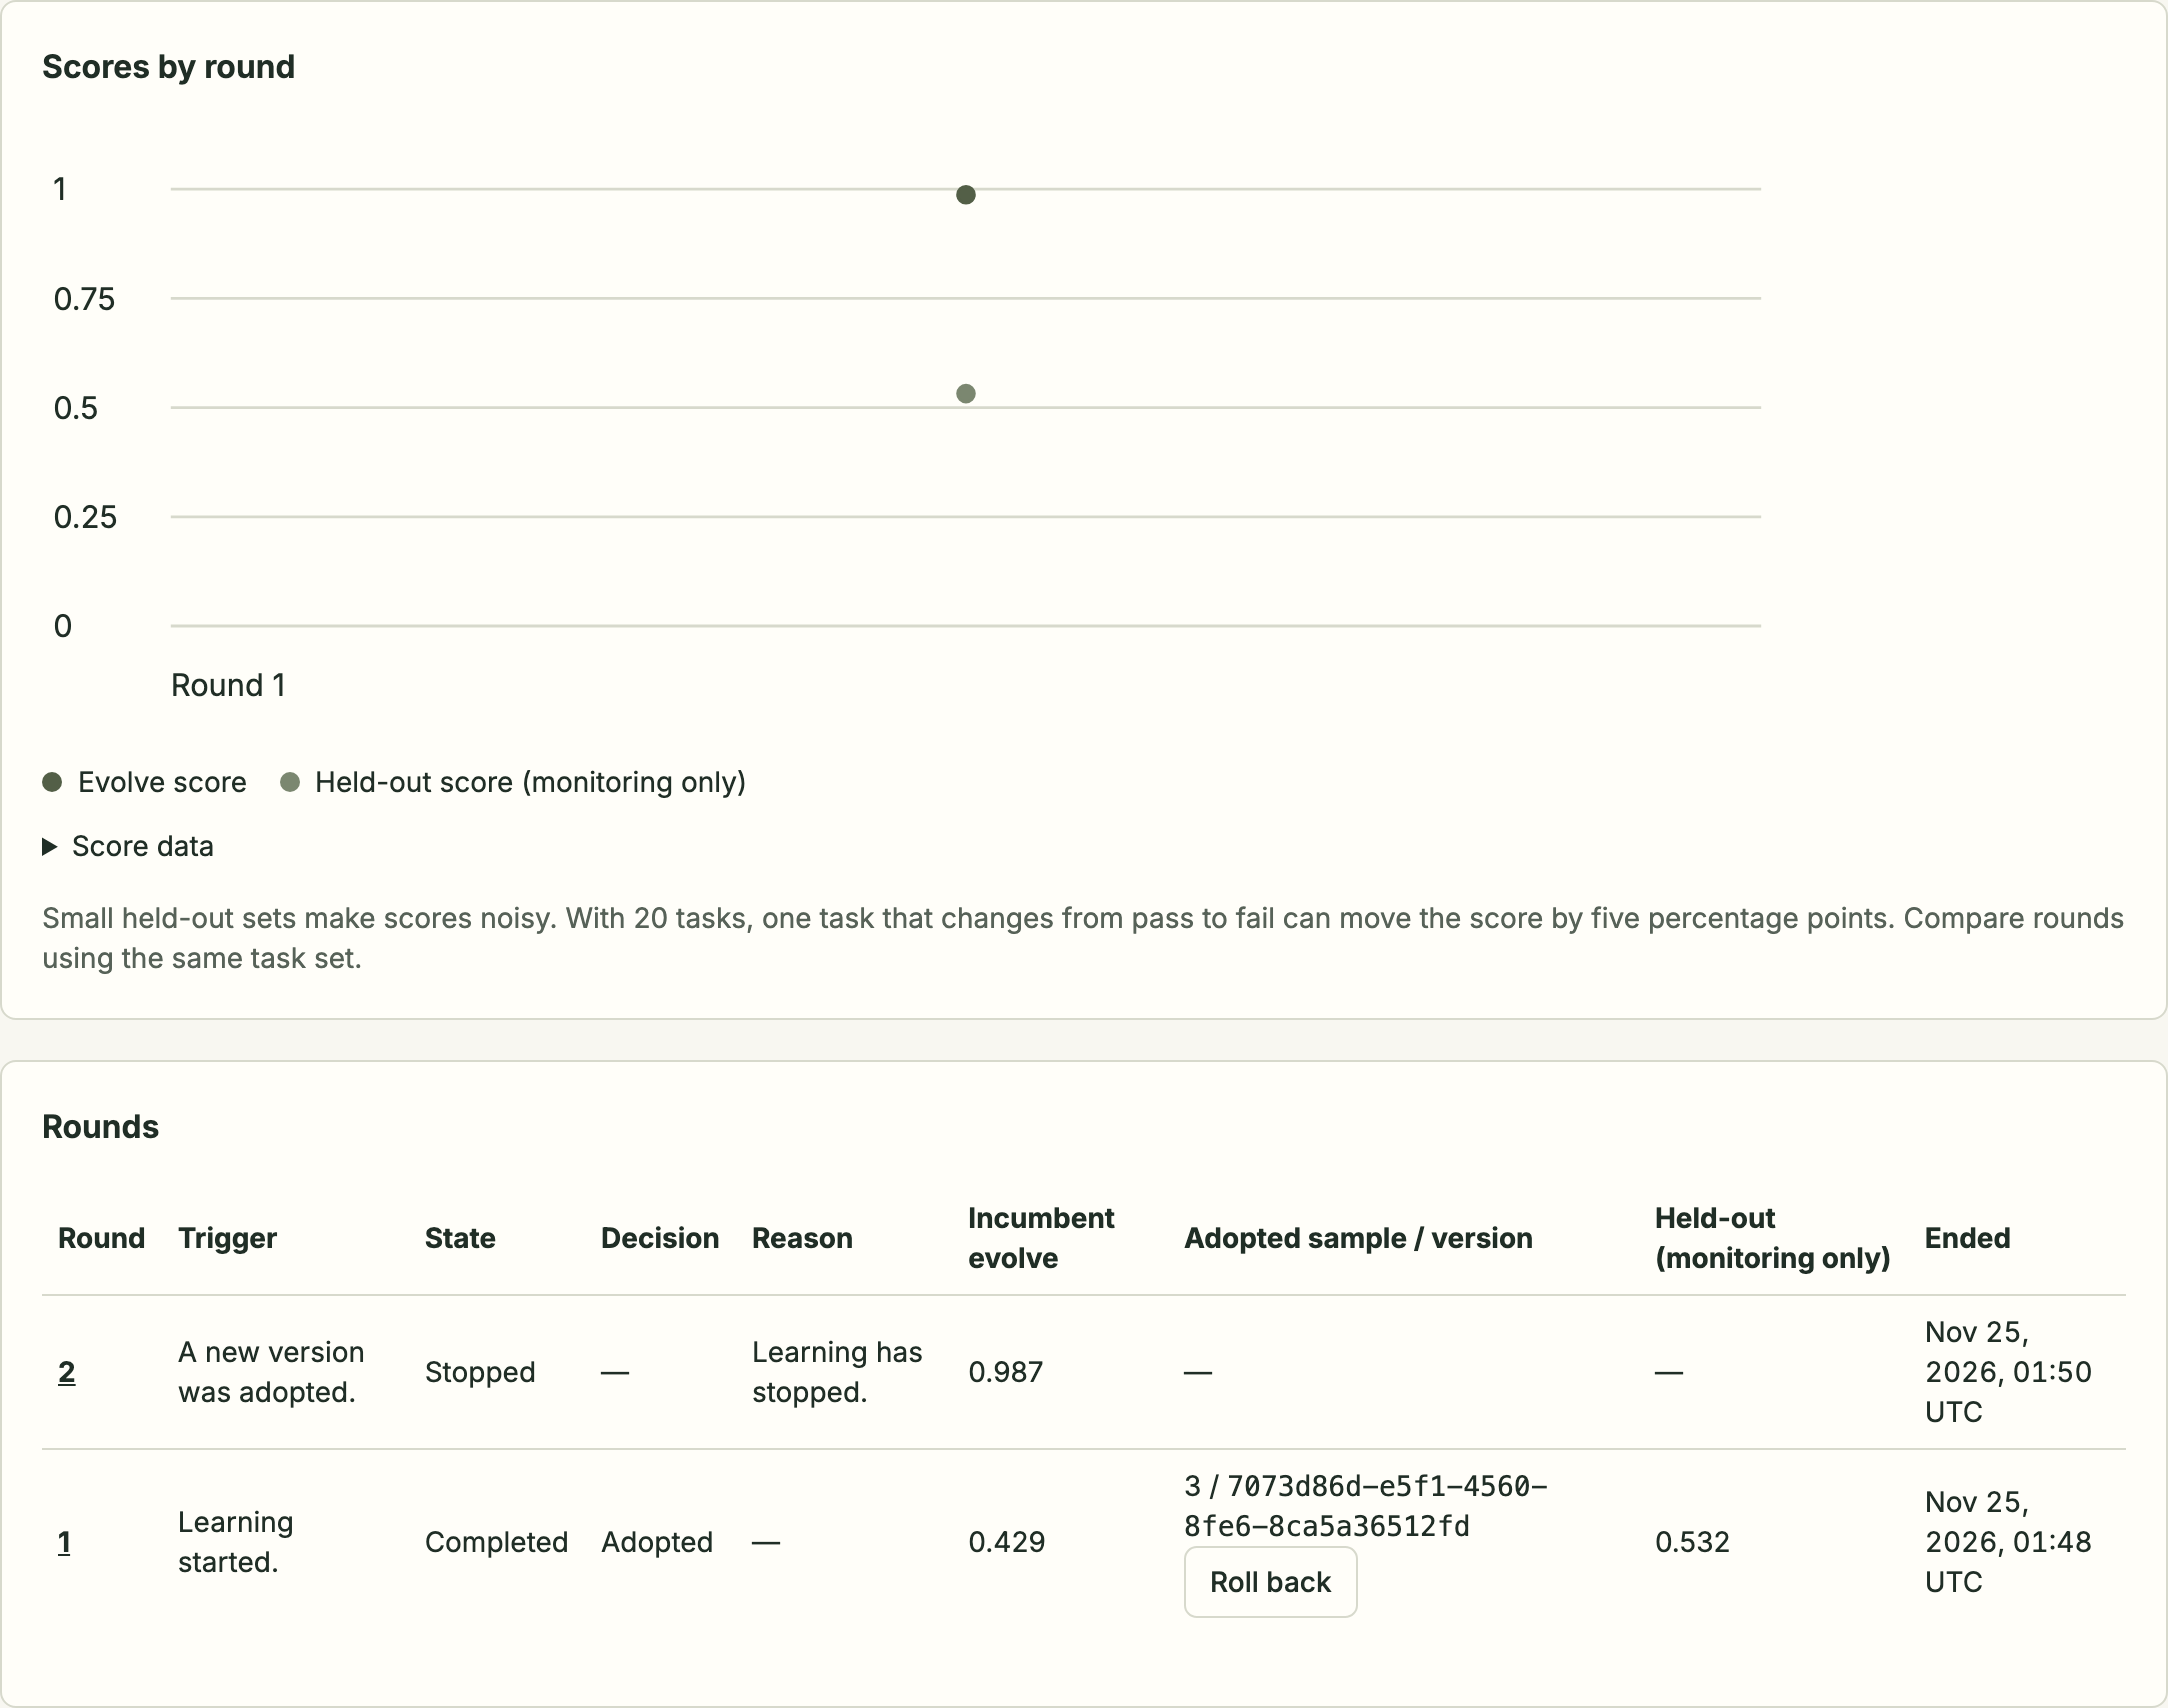 Scores by round
1
0.75
0.5
0.25
0
Round 1
Evolve score
Held-out score (monitoring only)
Score data
Small held-out sets make scores noisy. With 20 tasks, one task that changes from pass to fail can move the score by five percentage points. Compare rounds
using the same task set.
Rounds
Round Trigger State Decision Reason Incumbent evolve Adopted sample / version Held-out (monitoring only) Ended
2
A new version
was adopted.
Stopped
—
Learning has
stopped.
0.987
—
—
Nov 25,
2026, 01:50
UTC
1
Learning
started.
Completed
Adopted
—
0.429
3 / 7073d86d-e5f1-4560-
8fe6-8ca5a36512fd
Roll back
0.532
Nov 25,
2026, 01:48
UTC